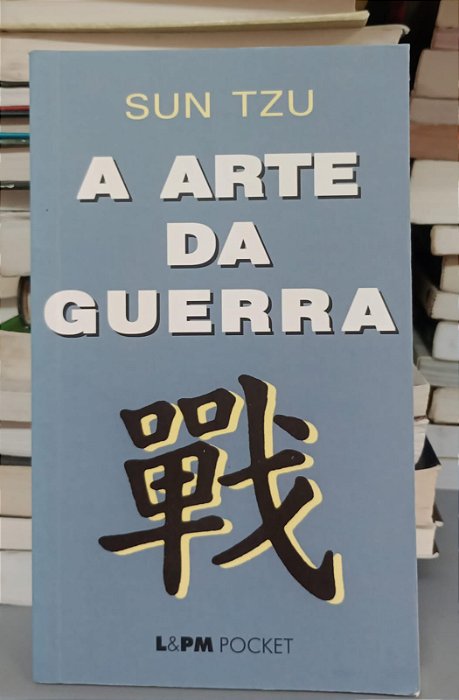 SUN TZU
A ARTE
DA
GUERRA
戰
L&PM POCKET